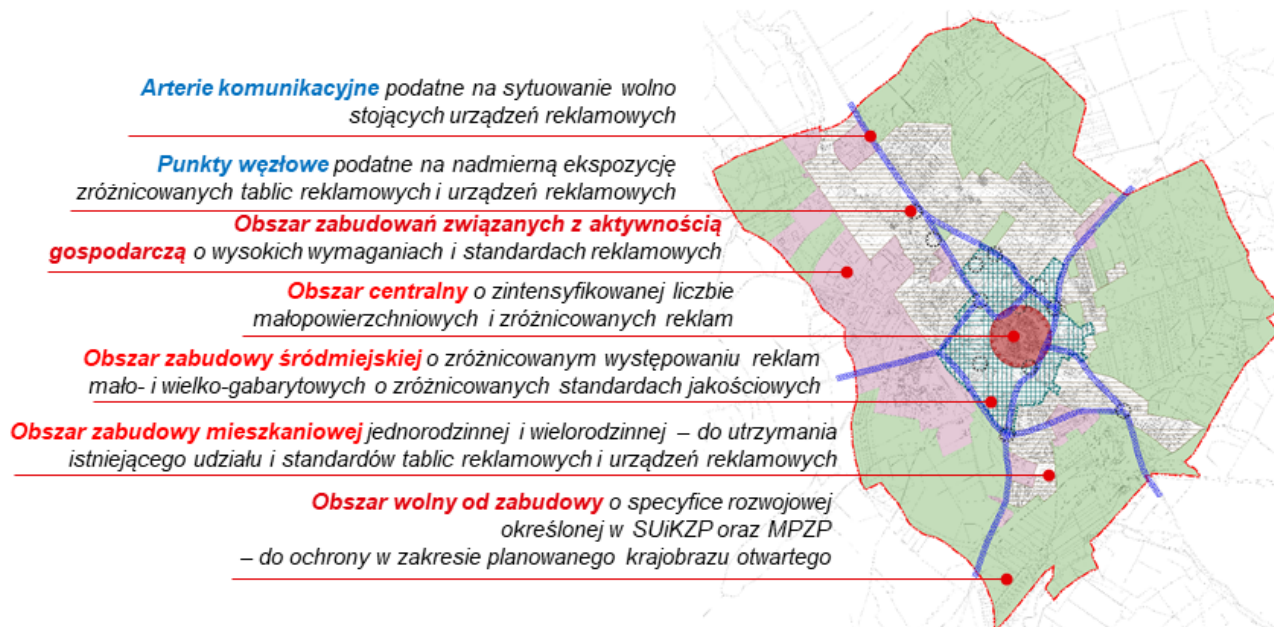 Arterie komunikacyjne podatne na sytuowanie wolno
stojących urządzeń reklamowych
Punkty węzłowe podatne na nadmierną ekspozycję
zróżnicowanych tablic reklamowych i urządzeń reklamowych
Obszar zabudowań związanych z aktywnością
gospodarczą o wysokich wymaganiach i standardach reklamowych
Obszar centralny o zintensyfikowanej liczbie
małopowierzchniowych i zróżnicowanych reklam
Obszar zabudowy śródmiejskiej o zróżnicowanym występowaniu reklam
mało- i wielko-gabarytowych o zróżnicowanych standardach jakościowych
Obszar zabudowy mieszkaniowej jednorodzinnej i wielorodzinnej – do utrzymania
istniejącego udziału i standardów tablic reklamowych i urządzeń reklamowych
Obszar wolny od zabudowy o specyfice rozwojowej
określonej w SUiKZP oraz MPZP
– do ochrony w zakresie planowanego krajobrazu otwartego